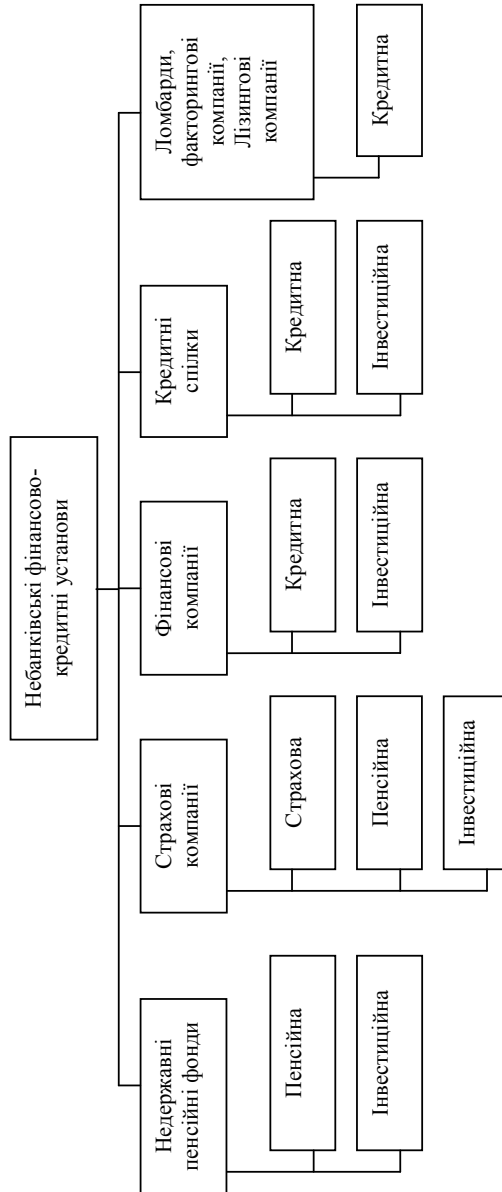 Небанківські фінансово-
кредитні установи
Недержавні
пенсійні фонди
Пенсійна
Інвестиційна
Страхові
компанії
Страхова
Пенсійна
Інвестиційна
Фінансові
компанії
Кредитна
Інвестиційна
Кредитні
спілки
Кредитна
Інвестиційна
Ломбарди,
факторингові
компанії,
Лізингові
компанії
Кредитна